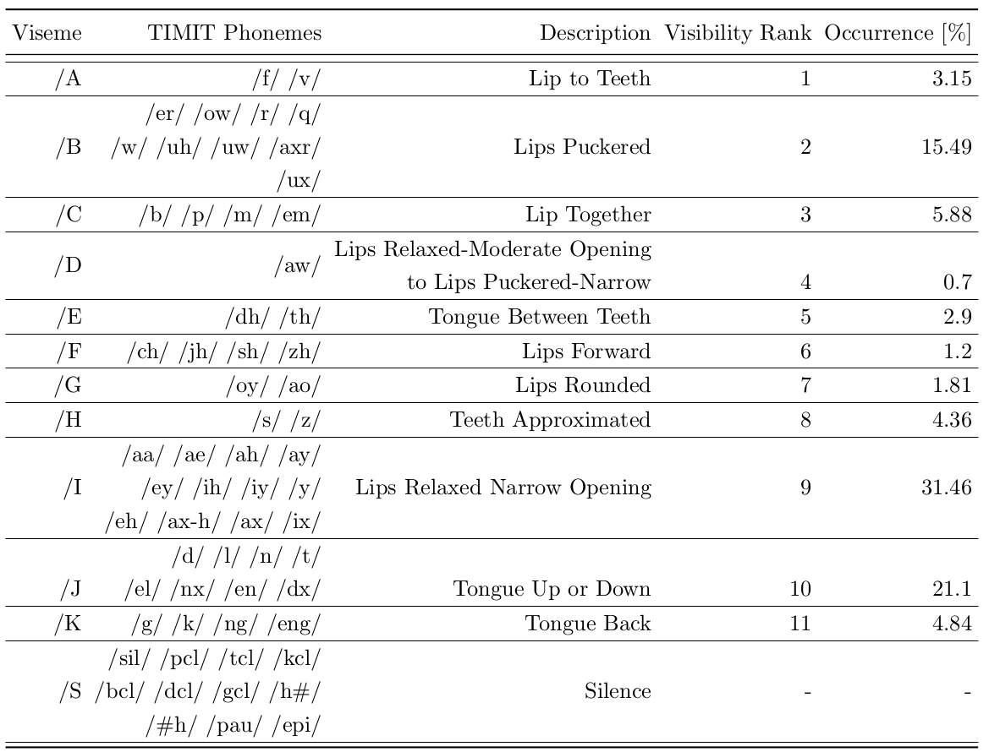 Viseme TIMIT Phonemes Description Visibility Rank Occurrence [%]
/A /f/ /v/ Lip to Teeth 1 3.15
/er/ /ow/ /r/ /q/
/B /w/ /uh/ /uw/ /axr/ Lips Puckered 2 15.49
/ux/
/C /b/ /p/ /m/ /em/ Lip Together 3 5.88
Lips Relaxed-Moderate Opening
/D /aw/
to Lips Puckered-Narrow 4 0.7
/E /dh/ /th/ Tongue Between Teeth 5 2.9
/F /ch/ /jh/ /sh/ /zh/ Lips Forward 6 1.2
/G /oy/ /ao/ Lips Rounded 7 1.81
/H /s/ /z/ Teeth Approximated 8 4.36
/aa/ /ae/ /ah/ /ay/
/I /ey/ /ih/ /iy/ /y/ Lips Relaxed Narrow Opening 9 31.46
/eh/ /ax-h/ /ax/ /ix/
/d/ /l/ /n/ /t/
/J /el/ /nx/ /en/ /dx/ Tongue Up or Down 10 21.1
/K /g/ /k/ /ng/ /eng/ Tongue Back 11 4.84
/sil/ /pcl/ /tcl/ /kcl/
/S /bcl/ /dcl/ /gcl/ /h#/ Silence - -
/#h/ /pau/ /epi/